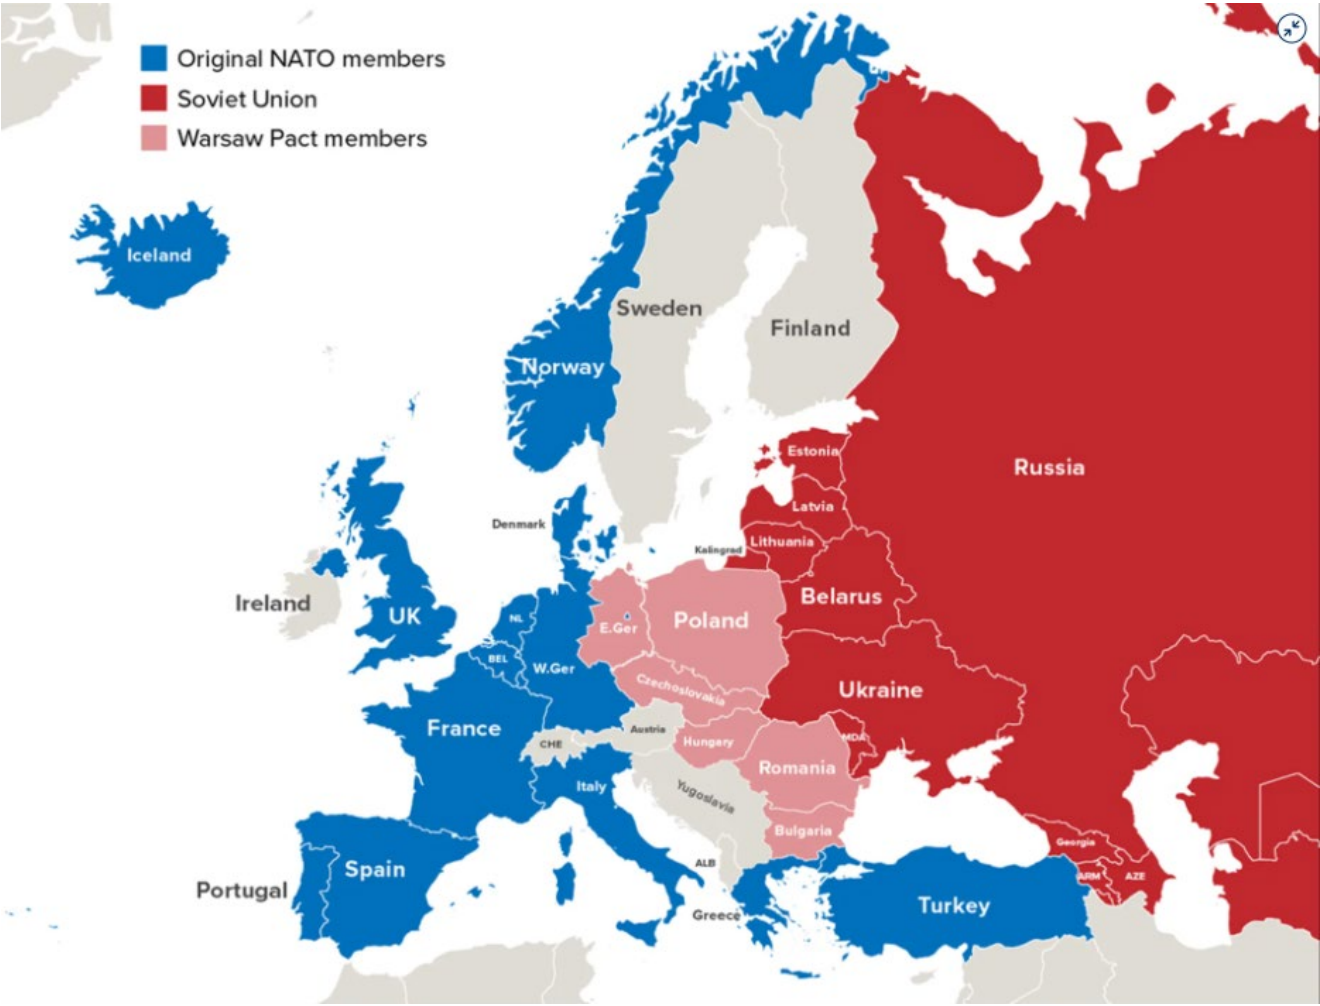 Original NATO members
Soviet Union
Warsaw Pact members
Iceland
Sweden
Finland
Norway
Estonia
Russia
Latvia
Denmark
Lithuania
Kalingrad
Belarus
Ireland
UK
NL
E.Ger
Poland
BEL
W.Ger
Czechoslovakia
Ukraine
France
Austria
CHE
Hungary
MDA
Romania
Italy
Yugoslavia
Bulgaria
Georgia
ALB
Spain
ARM
AZE
Portugal
Greece
Turkey